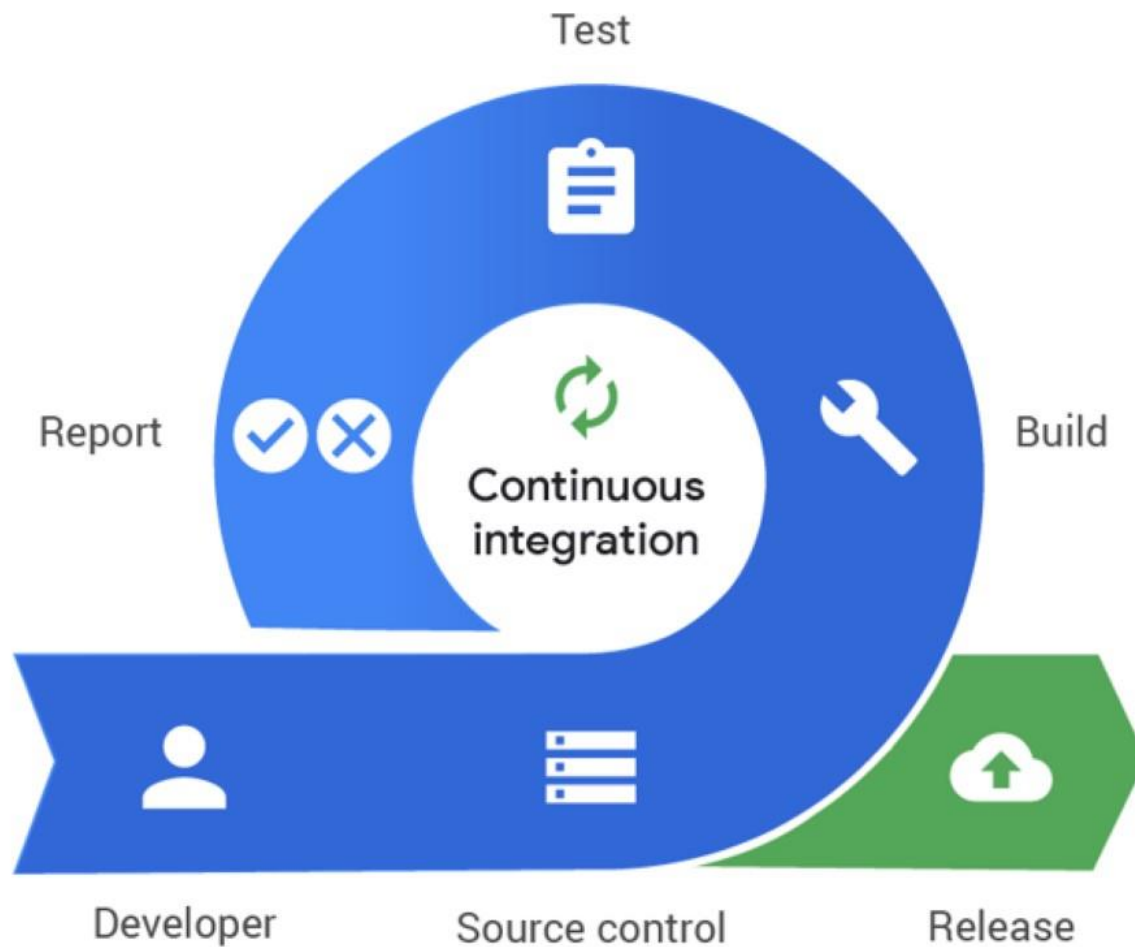 Test
Report
Continuous
integration
Build
Developer
Source control
Release